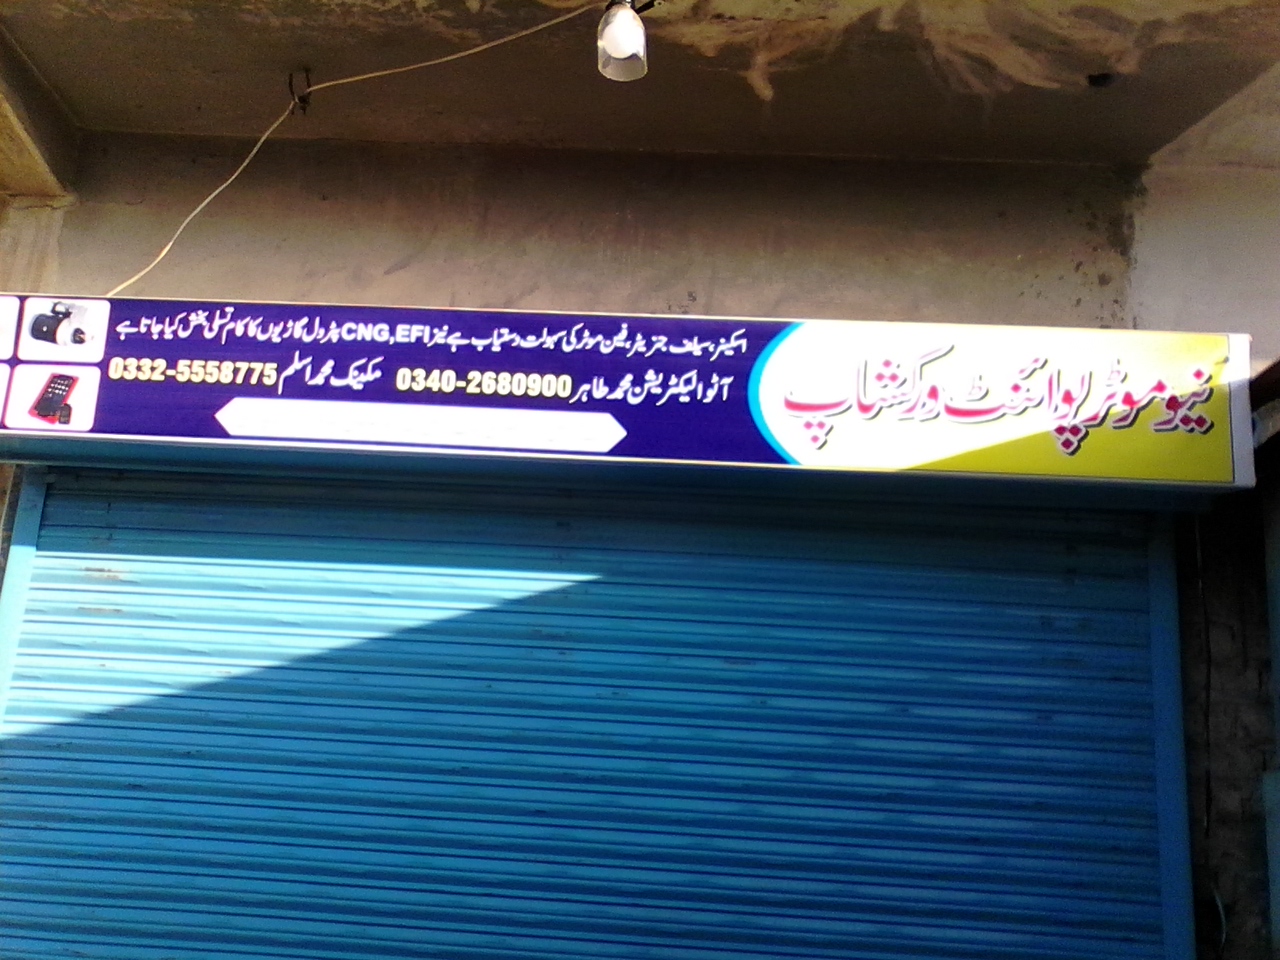 نیو موٹر پوائنٹ ورکشاپ
اسکینر، سیلف، جنریٹر، فین موٹر کی سہولت دستیاب ہے نیز CNG,EFI پٹرول گاڑیوں کا کام تسلی بخش کیا جاتا ہے
آٹو الیکٹریشن محمد طاہر 0340-2680900 مکینک محمد اسلم 0332-5558775